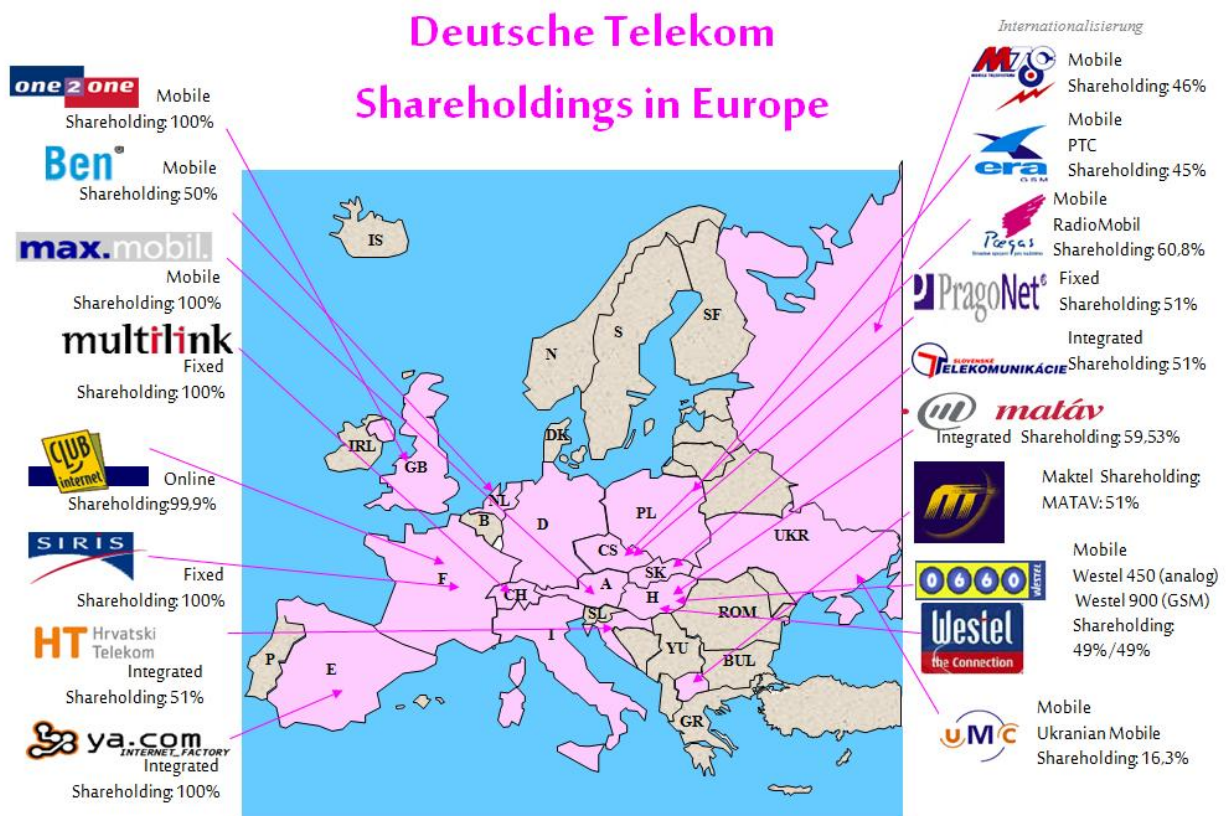 Deutsche Telekom
Shareholdings in Europe
Internationalisierung
one 2 one
Mobile
Shareholding: 100%
Ben®
Mobile
Shareholding: 50%
max.mobil.
Mobile
Shareholding: 100%
multilink
Fixed
Shareholding: 100%
CLUB
internet
Online
Shareholding:99,9%
SIRIS
Fixed
Shareholding: 100%
HT Hrvatski
Telekom
Integrated
Shareholding: 51%
ya.com
INTERNET_FACTORY
Integrated
Shareholding: 100%
IS
N
S
SF
IRL
GB
DK
NL
B
D
PL
CS
UKR
SK
F
CH
A
H
SL
ROM
I
YU
BUL
P
E
GR
Mobile
Shareholding: 46%
era
GSM
Mobile
PTC
Shareholding: 45%
Paegas
Mobile
RadioMobil
Shareholding: 60,8%
PragoNet®
Fixed
Shareholding: 51%
SLOVENSKÉ
TELEKOMUNIKÁCIE
Integrated
Shareholding: 51%
matáv
Integrated Shareholding: 59,53%
Maktel Shareholding:
MATAV: 51%
0660 WESTEL
Westel
the Connection
Mobile
Westel 450 (analog)
Westel 900 (GSM)
Shareholding:
49%/49%
UMC
Mobile
Ukranian Mobile
Shareholding: 16,3%